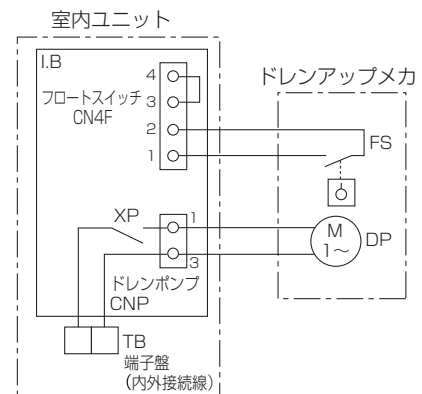 室内ユニット
I.B
4
フロートスイッチ 3
CN4F
2
1
ドレンアップメカ
FS
XP
1
M
1～
DP
3
ドレンポンプ
CNP
TB
端子盤
(内外接続線)